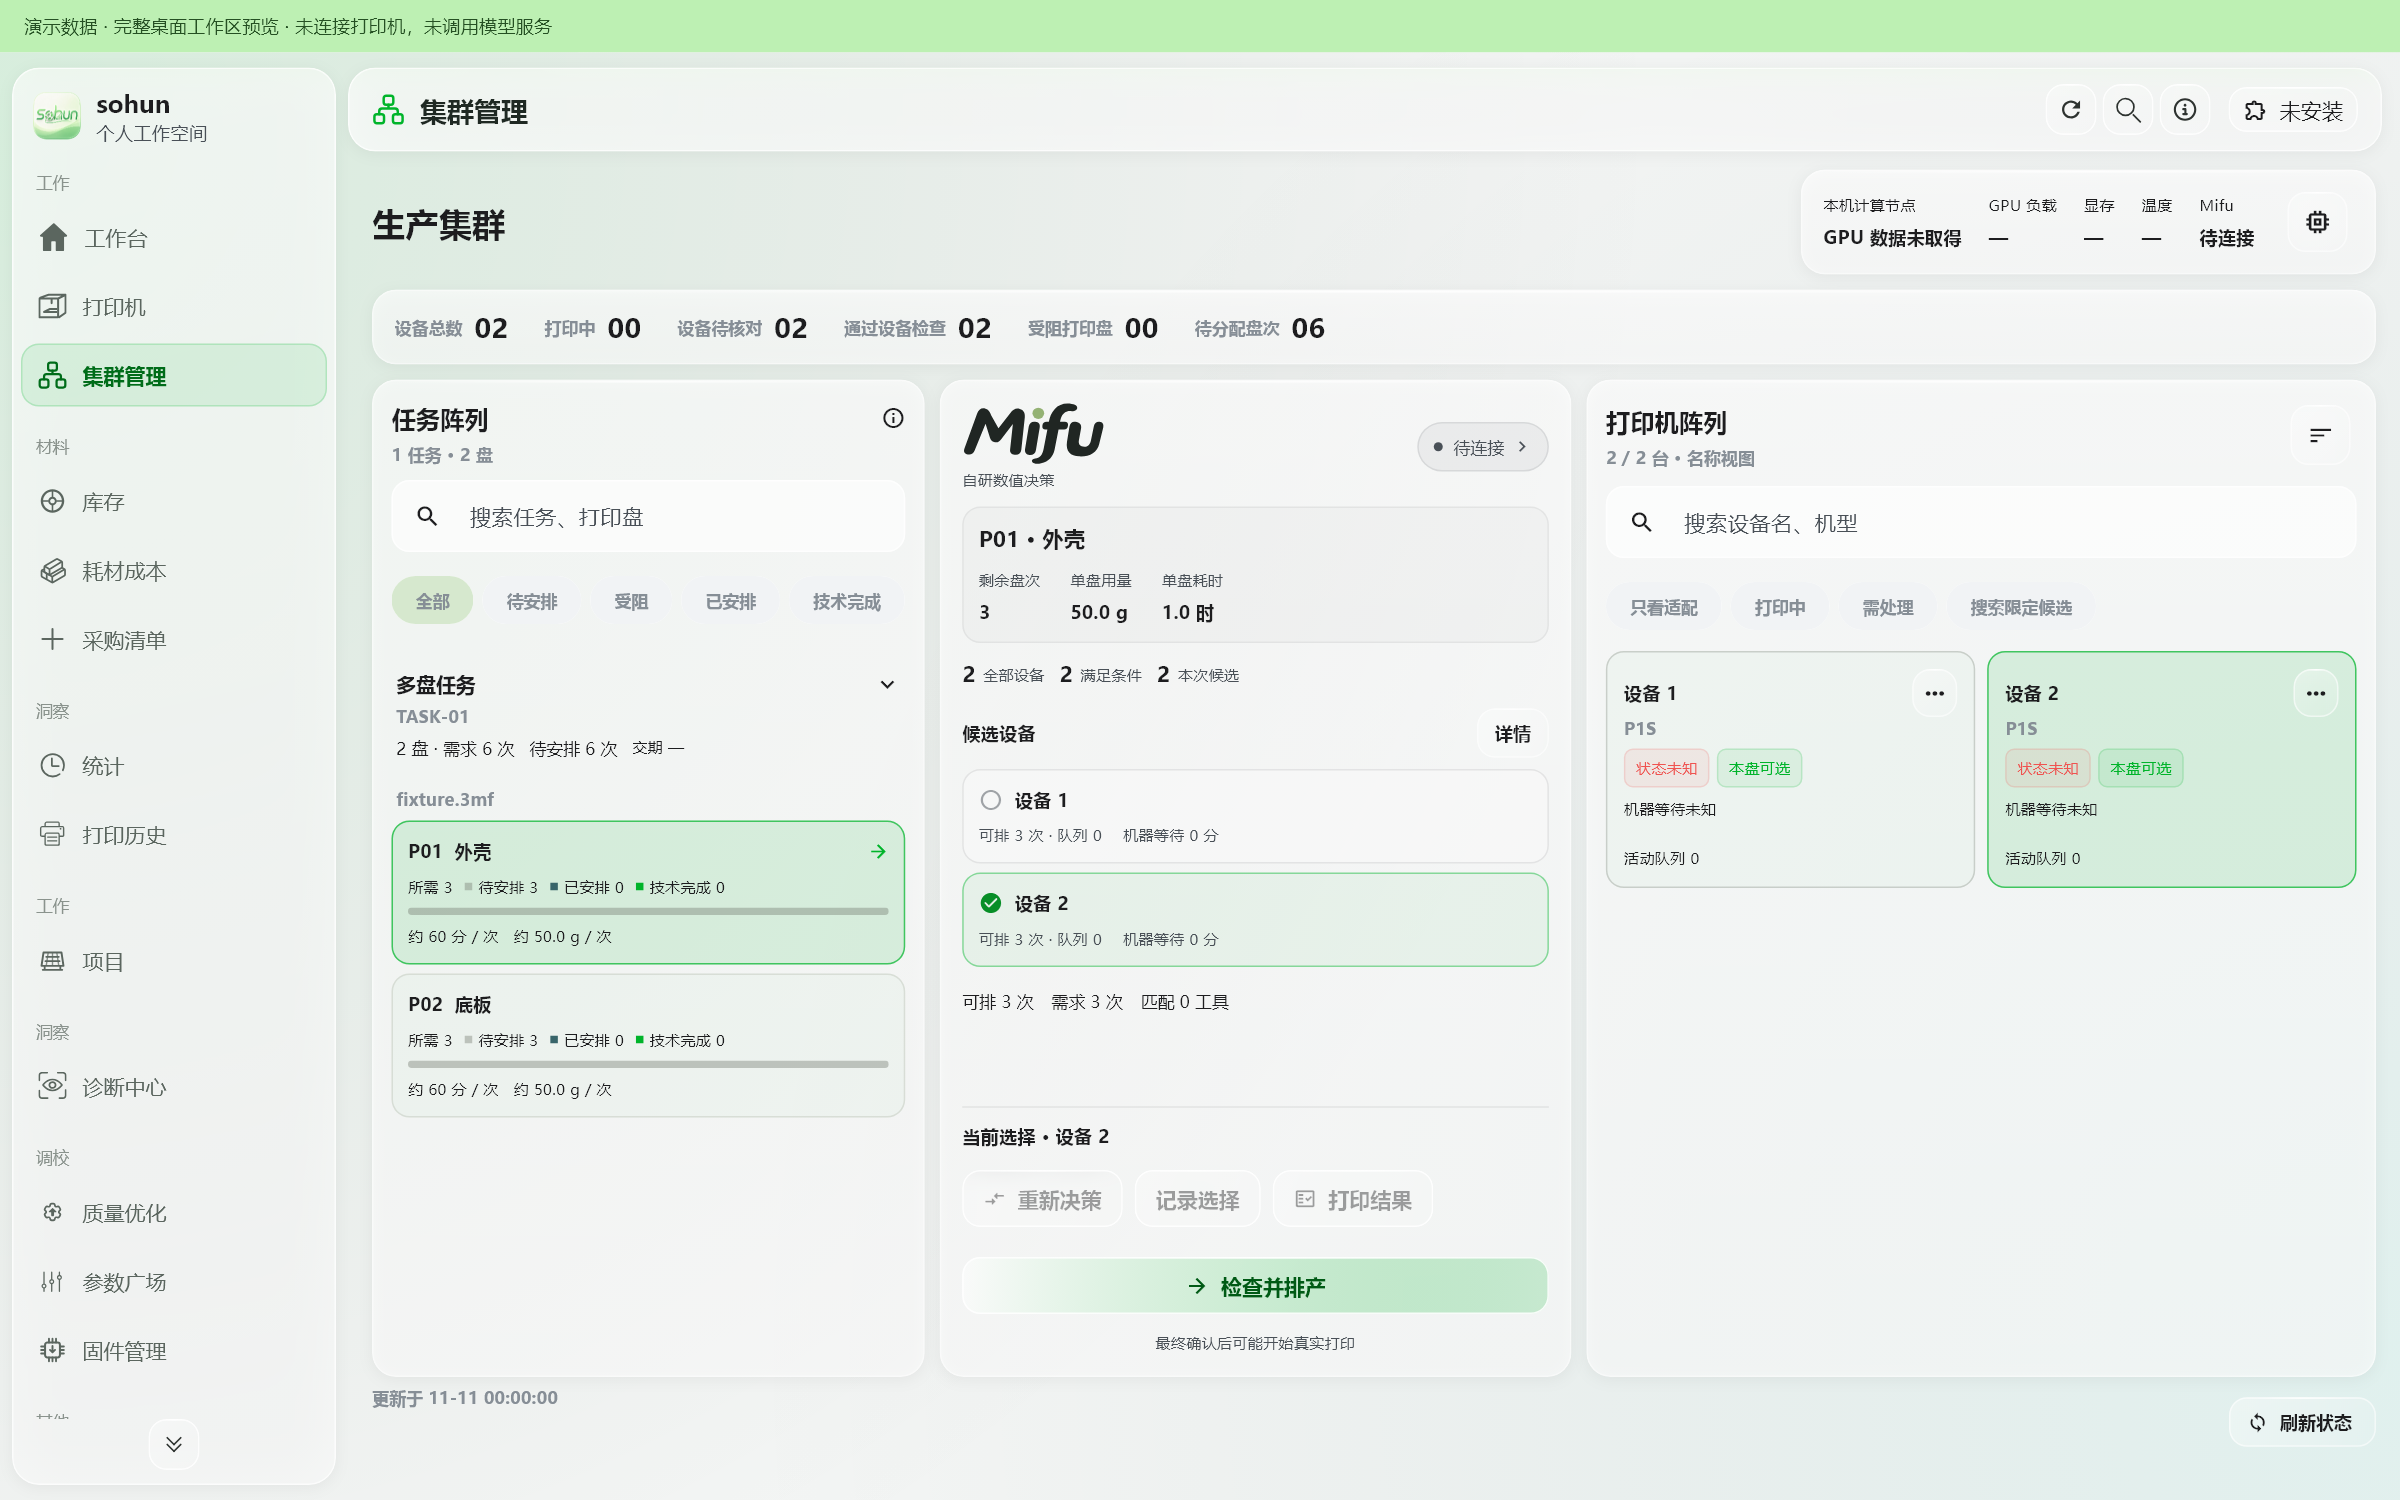 演示数据 · 完整桌面工作区预览 · 未连接打印机，未调用模型服务
sohun
sohun
个人工作空间
工作
工作台
打印机
集群管理
材料
库存
耗材成本
采购清单
洞察
统计
打印历史
工作
项目
洞察
诊断中心
调校
质量优化
参数广场
固件管理
集群管理
未安装
生产集群
本机计算节点 GPU 负载 显存 温度 Mifu
GPU 数据未取得 — — — 待连接
设备总数 02 打印中 00 设备待核对 02 通过设备检查 02 受阻打印盘 00 待分配盘次 06
任务阵列
1 任务 • 2 盘
搜索任务、打印盘
全部 待安排 受阻 已安排 技术完成
多盘任务
TASK-01
2 盘 · 需求 6 次 待安排 6 次 交期 —
fixture.3mf
P01 外壳
所需 3 待安排 3 已安排 0 技术完成 0
约 60 分 / 次 约 50.0 g / 次
P02 底板
所需 3 待安排 3 已安排 0 技术完成 0
约 60 分 / 次 约 50.0 g / 次
Mifu
自研数值决策
待连接
P01 • 外壳
剩余盘次 单盘用量 单盘耗时
3 50.0 g 1.0 时
2 全部设备 2 满足条件 2 本次候选
候选设备 详情
设备 1
可排 3 次 · 队列 0 机器等待 0 分
设备 2
可排 3 次 · 队列 0 机器等待 0 分
可排 3 次 需求 3 次 匹配 0 工具
当前选择 • 设备 2
重新决策 记录选择 打印结果
检查并排产
最终确认后可能开始真实打印
打印机阵列
2 / 2 台 • 名称视图
搜索设备名、机型
只看适配 打印中 需处理 搜索限定候选
设备 1
P1S
状态未知 本盘可选
机器等待未知
活动队列 0
设备 2
P1S
状态未知 本盘可选
机器等待未知
活动队列 0
更新于 11-11 00:00:00
刷新状态